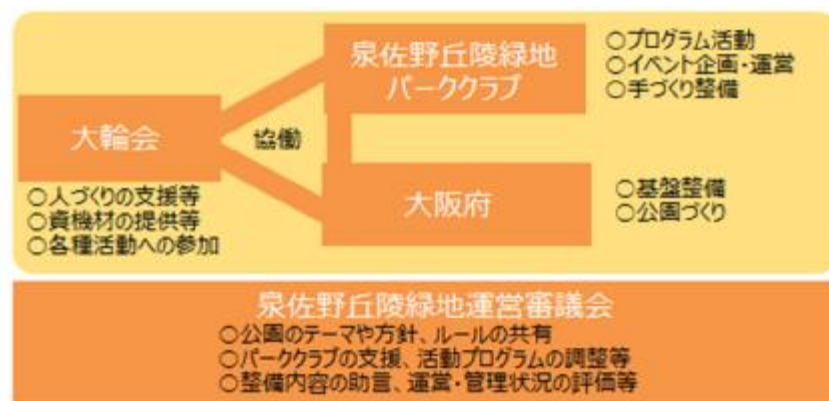 泉佐野丘陵緑地
パーククラブ
○プログラム活動
○イベント企画・運営
○手づくり整備
大輪会
協働
○人づくりの支援等
○資機材の提供等
○各種活動への参加
大阪府
○基盤整備
○公園づくり
泉佐野丘陵緑地運営審議会
○公園のテーマや方針、ルールの共有
○パーククラブの支援、活動プログラムの調整等
○整備内容の助言、運営・管理状況の評価等